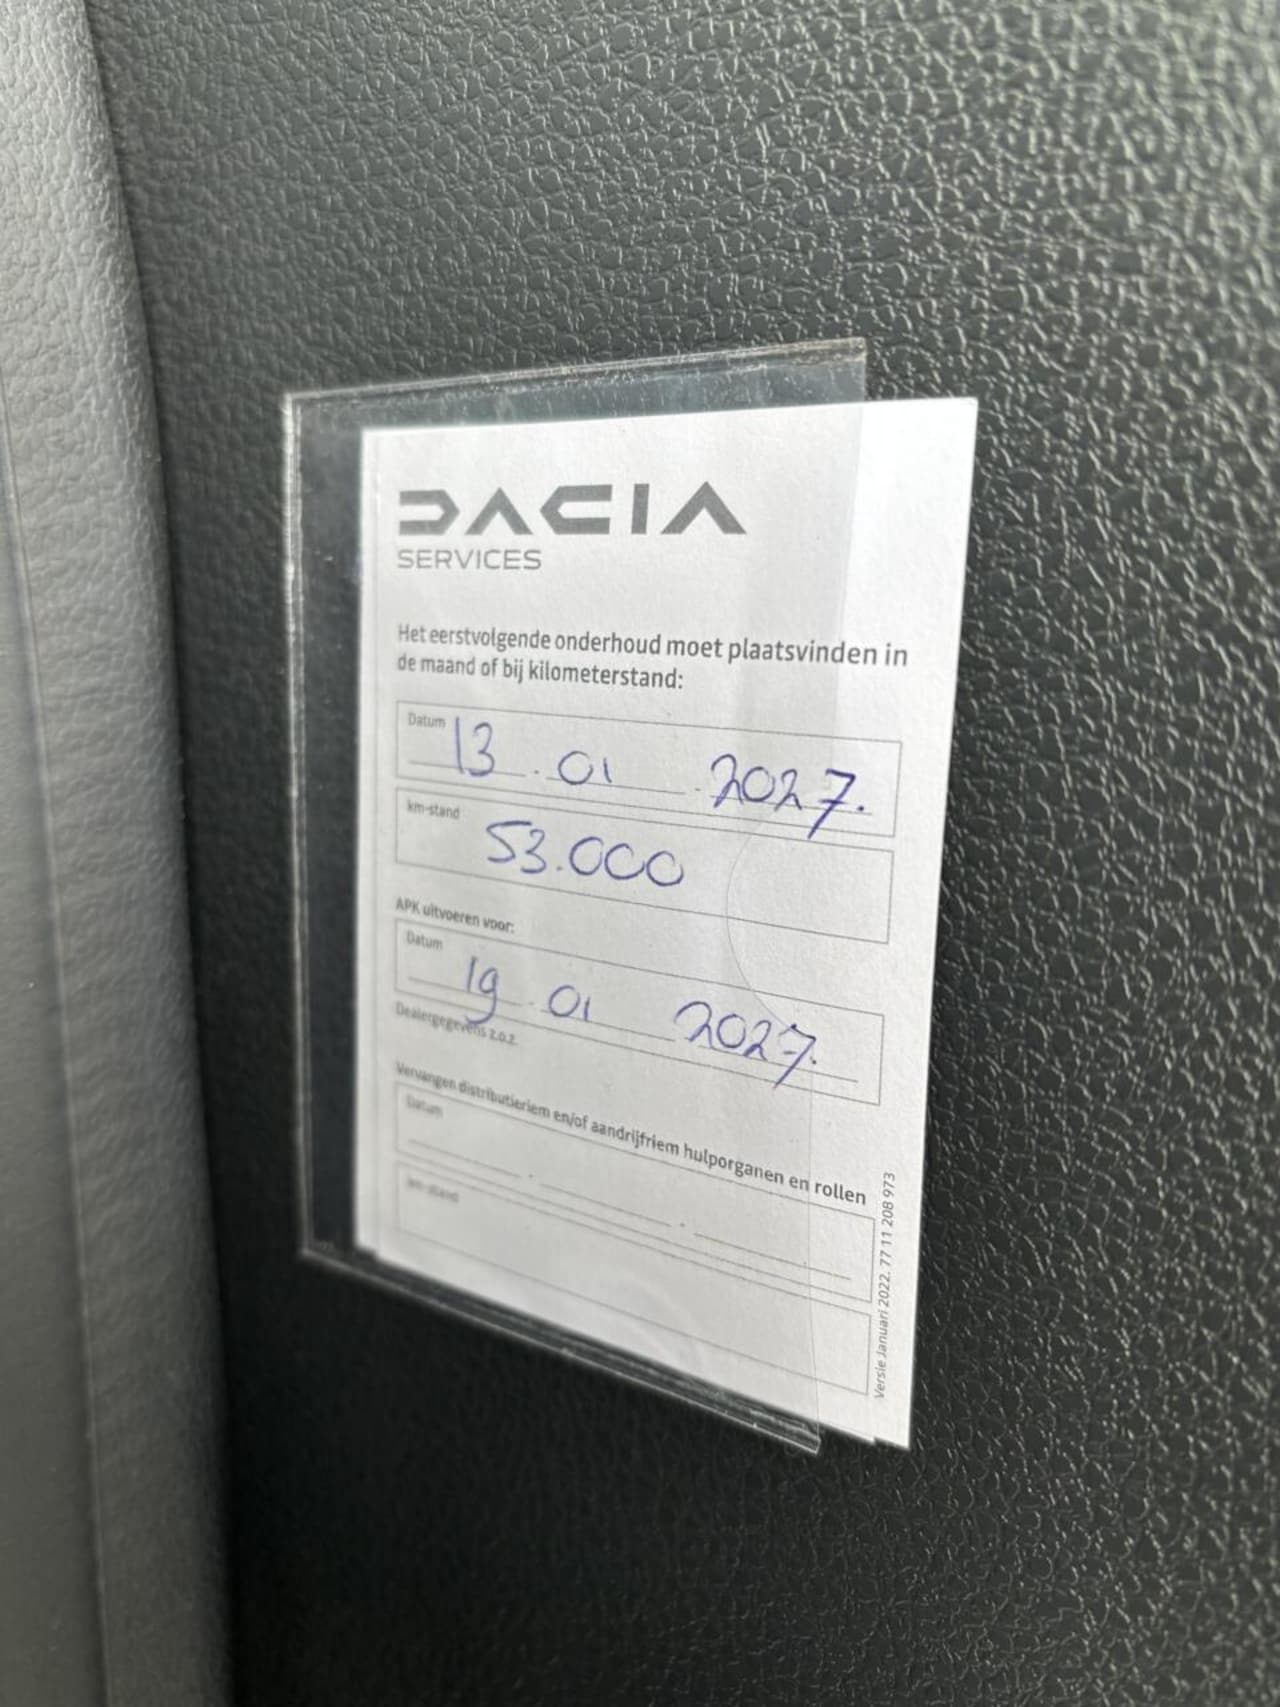 DACIA
SERVICES
Het eerstvolgende onderhoud moet plaatsvinden in
de maand of bij kilometerstand:
Datum 13 . 01 . 2027.
km-stand 53.000
APK uitvoeren voor:
Datum 19 . 01 2027.
Dealergegevens z.o.z.
Vervangen distributieriem en/of aandrijfriem hulporganen en rollen
Datum
km-stand
Versie Januari 2022. 77 11 208 973